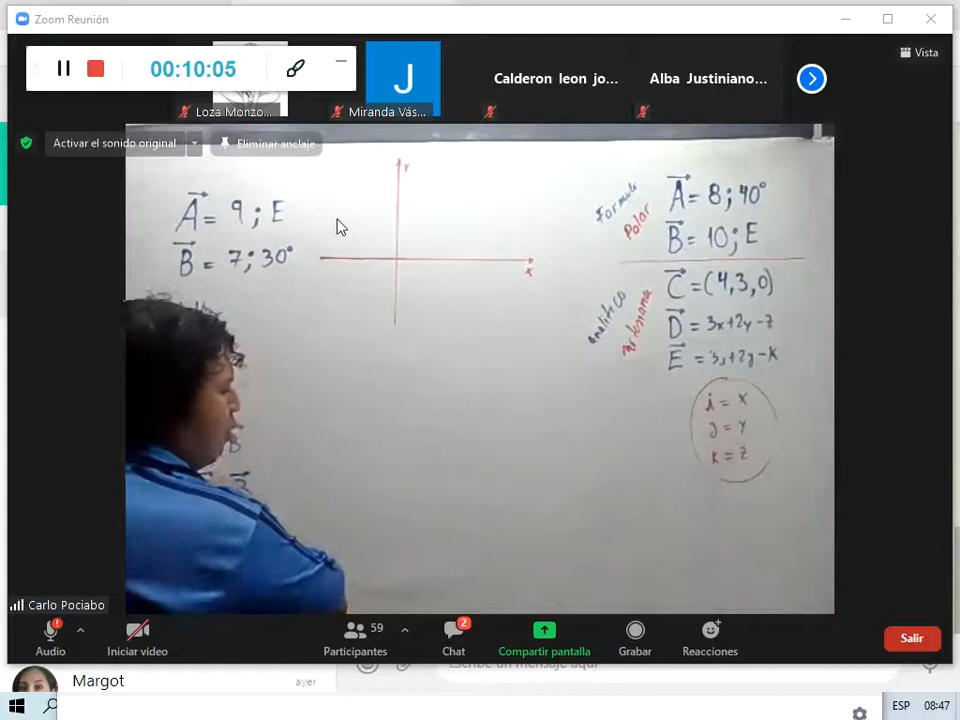 Zoom Reunión
00:10:05
Vista
J
Calderon leon jo...
Alba Justiniano...
Loza Monzo...
Miranda Vás...
Activar el sonido original
Eliminar anclaje
A = 9 ; E
B = 7 ; 30°
B
Y
X
Formula
Polar
A = 8 ; 40°
B = 10 ; E
analitico
C = (4,3,0)
D = 3x+2y-z
E = 3i+2j-k
i = x
j = y
k = z
Carlo Pociabo
Audio
Iniciar video
59
Participantes
2
Chat
Compartir pantalla
Grabar
Reacciones
Salir
Escribe un mensaje aquí
Margot
ayer
ESP
08:47